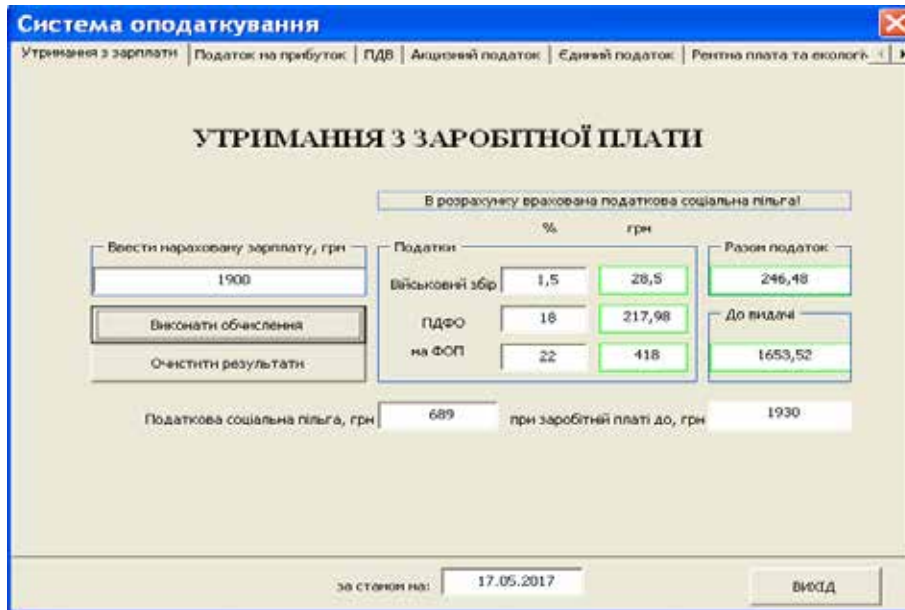 Система оподаткування
Утримання з зарплати Податок на прибуток ПДВ Акцизний податок Єдиний податок Рентна плата та екологі
УТРИМАННЯ З ЗАРОБІТНОЇ ПЛАТИ
В розрахунку врахована податкова соціальна пільга!
% грн
Ввести нараховану зарплату, грн Податки Разом податок
1900 Військовий збір 1,5 28,5 246,48
Виконати обчислення ПДФО 18 217,98 До видачі
Очистити результати на ФОП 22 418 1653,52
Податкова соціальна пільга, грн 689 при заробітній платі до, грн 1930
за станом на: 17.05.2017 ВИХІД